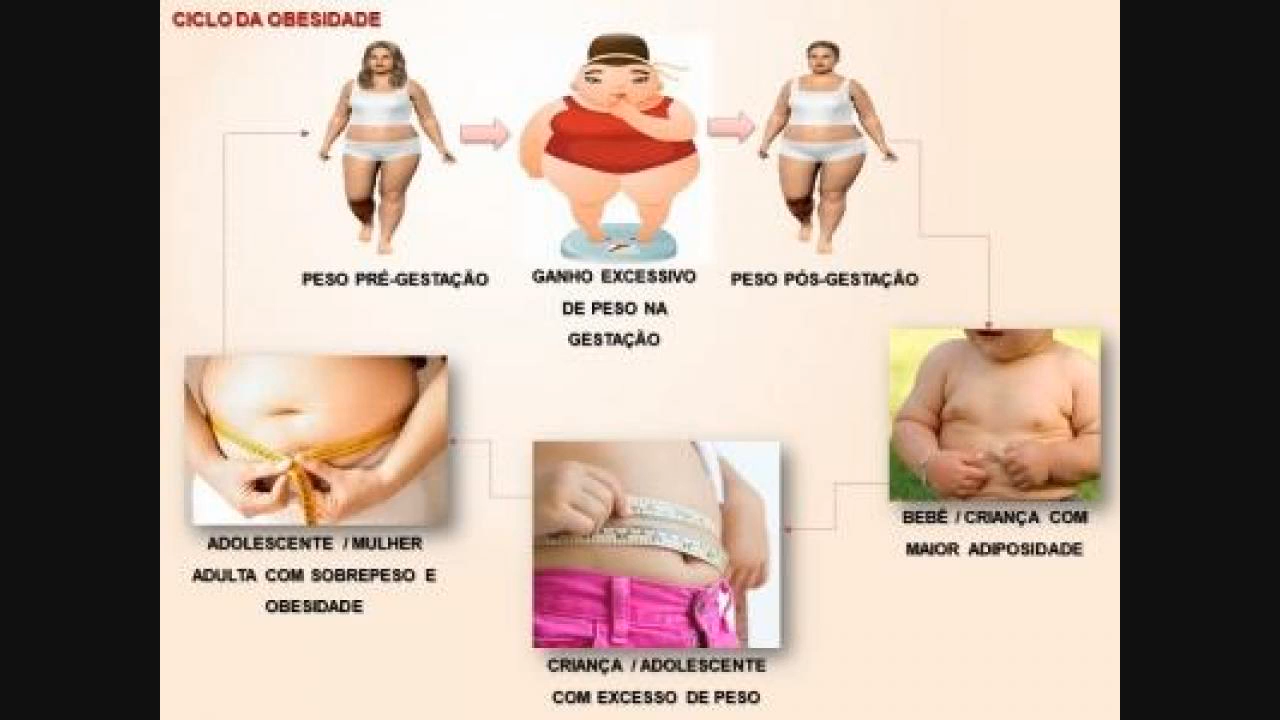 CICLO DA OBESIDADE
PESO PRÉ-GESTAÇÃO
GANHO EXCESSIVO
DE PESO NA
GESTAÇÃO
PESO PÓS-GESTAÇÃO
BEBÊ / CRIANÇA COM
MAIOR ADIPOSIDADE
CRIANÇA / ADOLESCENTE
COM EXCESSO DE PESO
ADOLESCENTE / MULHER
ADULTA COM SOBREPESO E
OBESIDADE